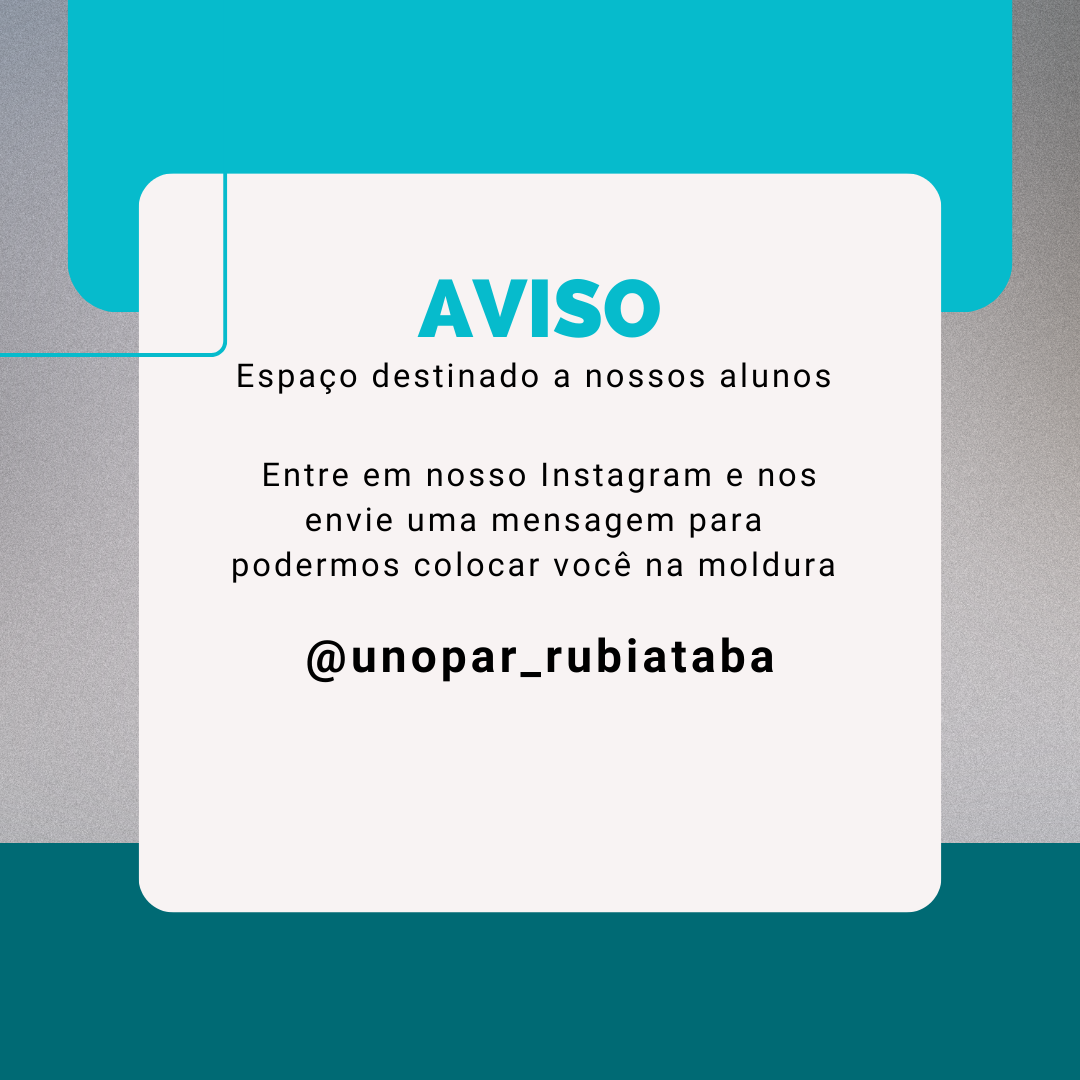 AVISO
Espaço destinado a nossos alunos
Entre em nosso Instagram e nos
envie uma mensagem para
podermos colocar você na moldura
@unopar_rubiataba